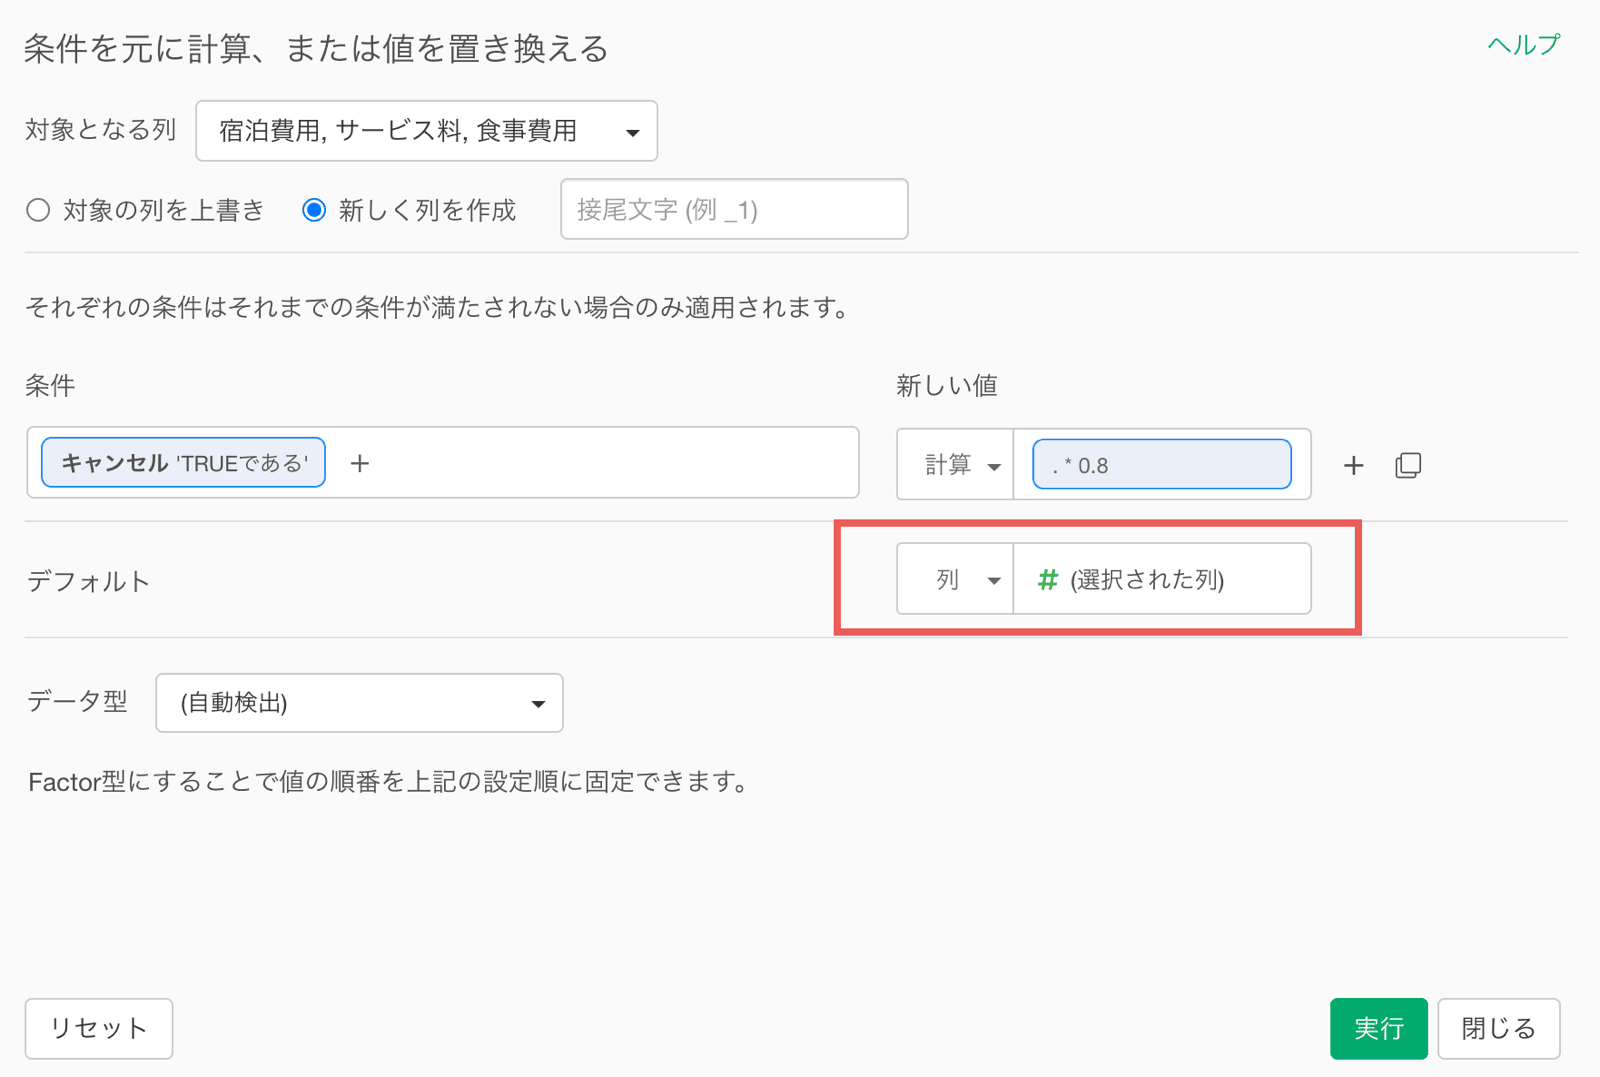 条件を元に計算、または値を置き換える
ヘルプ
対象となる列
宿泊費用, サービス料, 食事費用
対象の列を上書き
新しく列を作成
接尾文字 (例 _1)
それぞれの条件はそれまでの条件が満たされない場合のみ適用されます。
条件
新しい値
キャンセル 'TRUEである'
+
計算
. * 0.8
+
デフォルト
列
# (選択された列)
データ型
(自動検出)
Factor型にすることで値の順番を上記の設定順に固定できます。
リセット
実行
閉じる